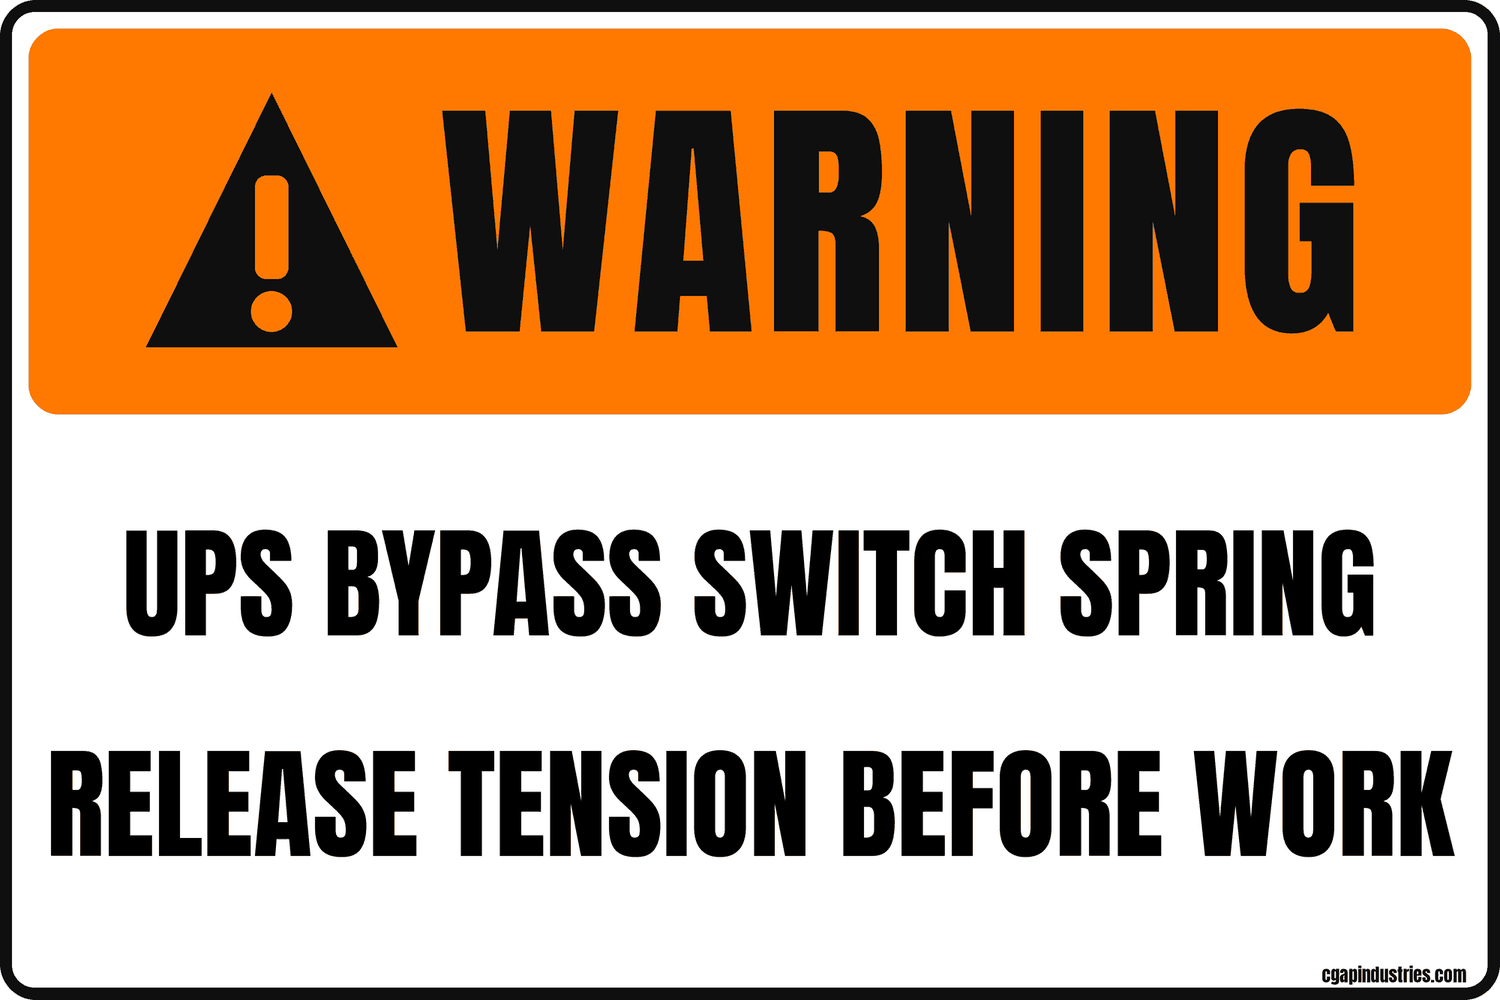 WARNING
UPS BYPASS SWITCH SPRING
RELEASE TENSION BEFORE WORK
cgapindustries.com